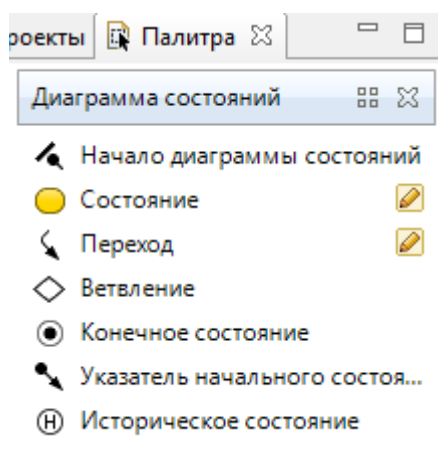 роекты Палитра
Диаграмма состояний
Начало диаграммы состояний
Состояние
Переход
Ветвление
Конечное состояние
Указатель начального состоя...
H Историческое состояние